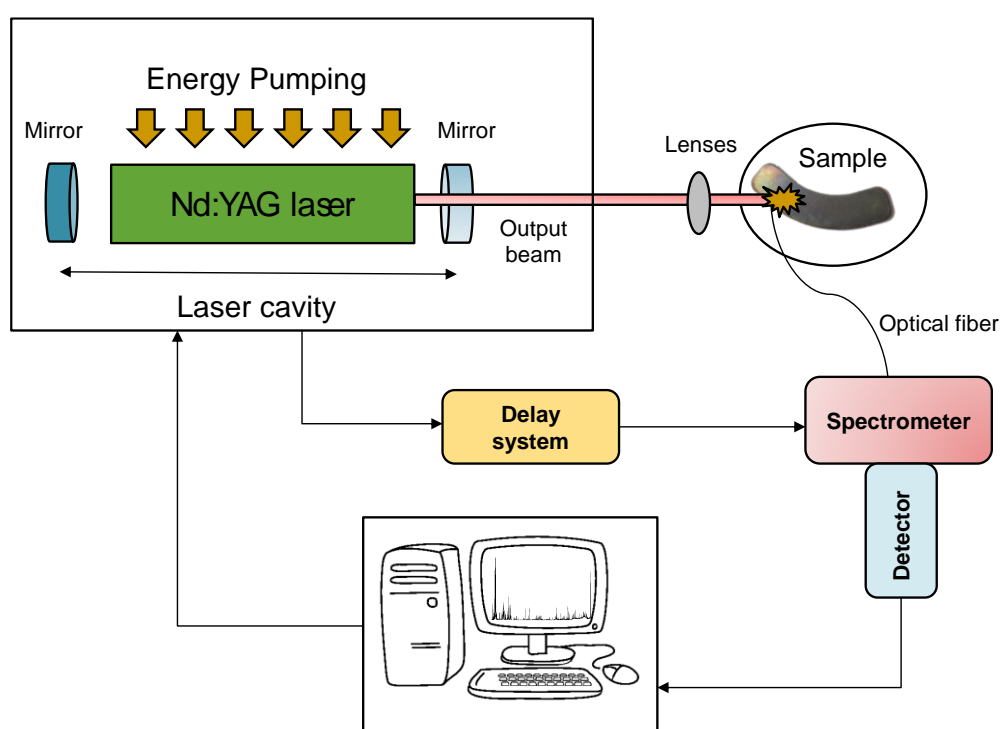 Energy Pumping
Mirror
Mirror
Nd:YAG laser
Output
beam
Laser cavity
Lenses
Sample
Optical fiber
Delay
system
Spectrometer
Detector